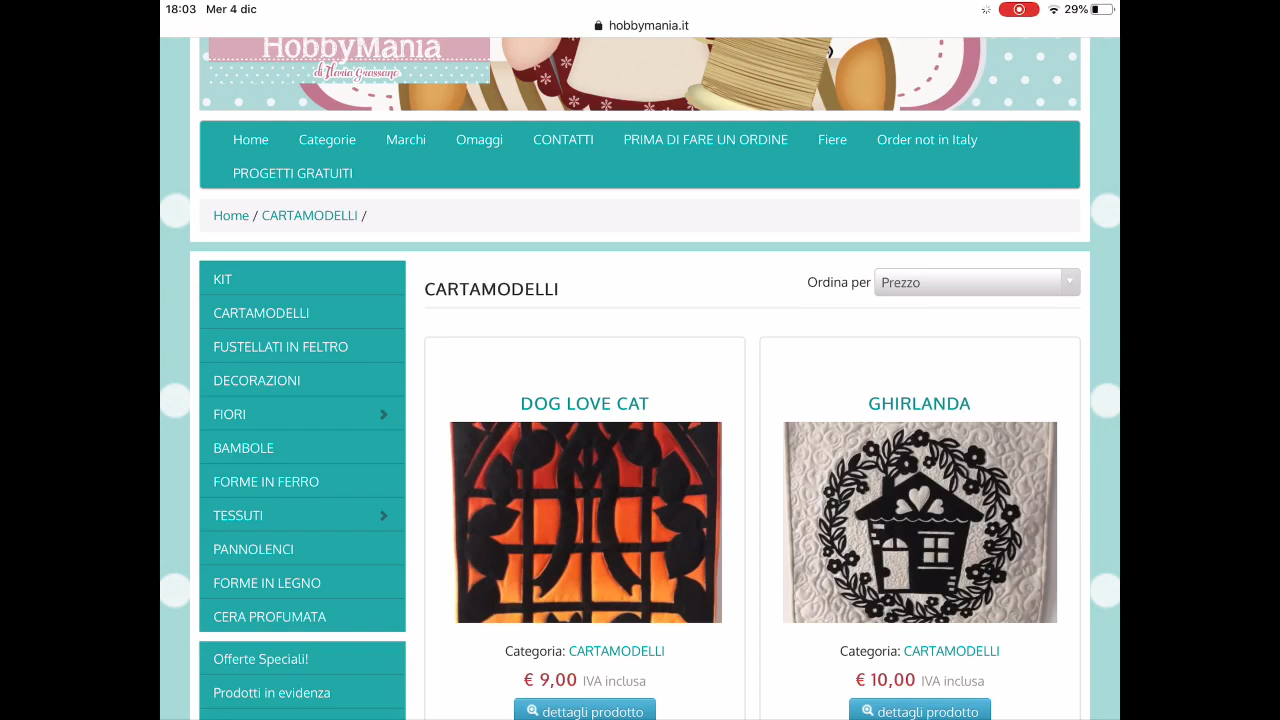 18:03 Mer 4 dic
29%
hobbymania.it
HobbyMania
di Flavia Grassano
Home Categorie Marchi Omaggi CONTATTI PRIMA DI FARE UN ORDINE Fiere Order not in Italy
PROGETTI GRATUITI
Home / CARTAMODELLI /
KIT
CARTAMODELLI
FUSTELLATI IN FELTRO
DECORAZIONI
FIORI
BAMBOLE
FORME IN FERRO
TESSUTI
PANNOLENCI
FORME IN LEGNO
CERA PROFUMATA
Offerte Speciali!
Prodotti in evidenza
CARTAMODELLI
Ordina per Prezzo
DOG LOVE CAT
Categoria: CARTAMODELLI
€ 9,00 IVA inclusa
dettagli prodotto
GHIRLANDA
Categoria: CARTAMODELLI
€ 10,00 IVA inclusa
dettagli prodotto